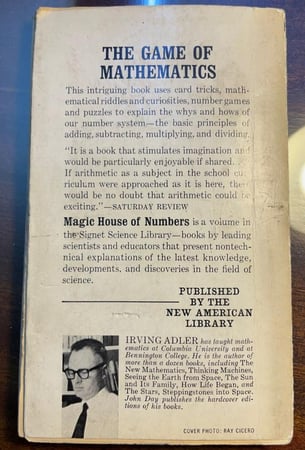 THE GAME OF
MATHEMATICS
This intriguing book uses card tricks, math-
ematical riddles and curiosities, number games
and puzzles to explain the whys and hows of
our number system—the basic principles of
adding, subtracting, multiplying, and dividing.
"It is a book that stimulates imagination and
would be particularly enjoyable if shared.
If arithmetic as a subject in the school cur-
riculum were approached as it is here, there
would be no doubt that arithmetic could be
exciting."—SATURDAY REVIEW
Magic House of Numbers is a volume in
the Signet Science Library—books by leading
scientists and educators that present nontech-
nical explanations of the latest knowledge,
developments, and discoveries in the field of
science.
PUBLISHED
BY THE
NEW AMERICAN
LIBRARY
IRVING ADLER has taught math-
ematics at Columbia University and at
Bennington College. He is the author of
more than a dozen books, including The
New Mathematics, Thinking Machines,
Seeing the Earth from Space, The Sun
and Its Family, How Life Began, and
The Stars, Steppingstones into Space.
John Day publishes the hardcover edi-
tions of his books.
COVER PHOTO: RAY CICERO